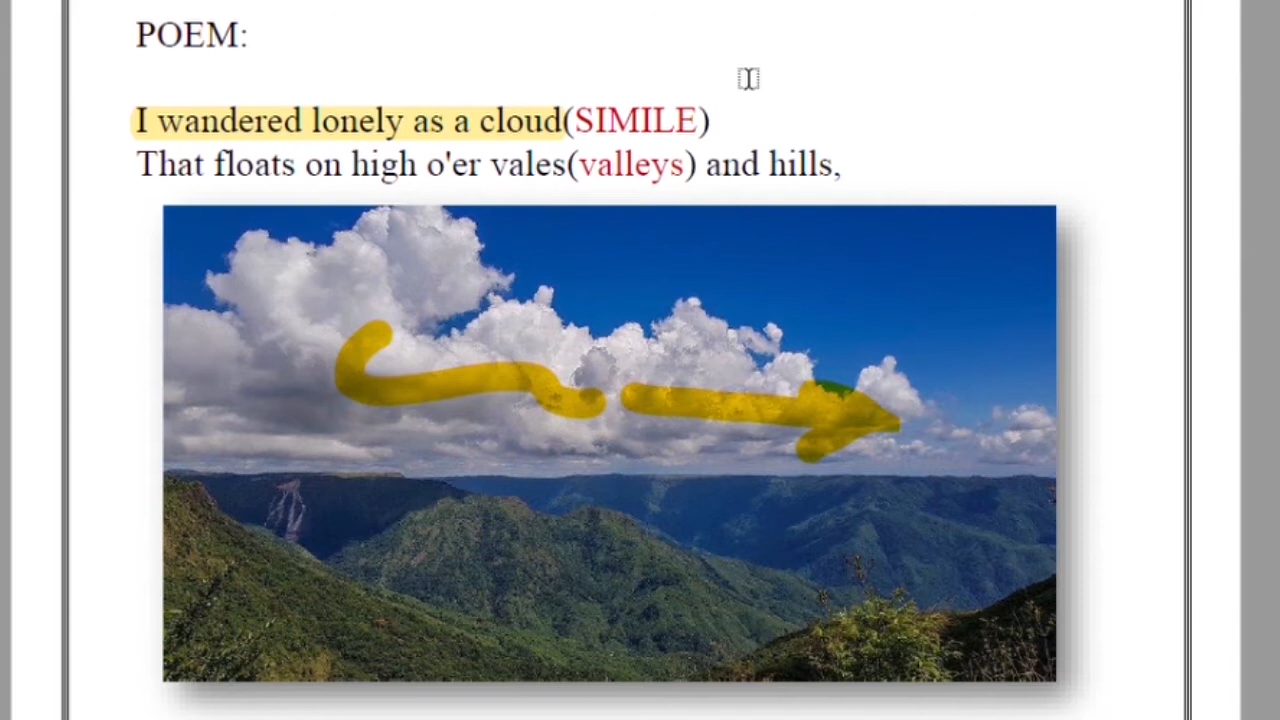 POEM:
I wandered lonely as a cloud(SIMILE)
That floats on high o'er vales(valleys) and hills,